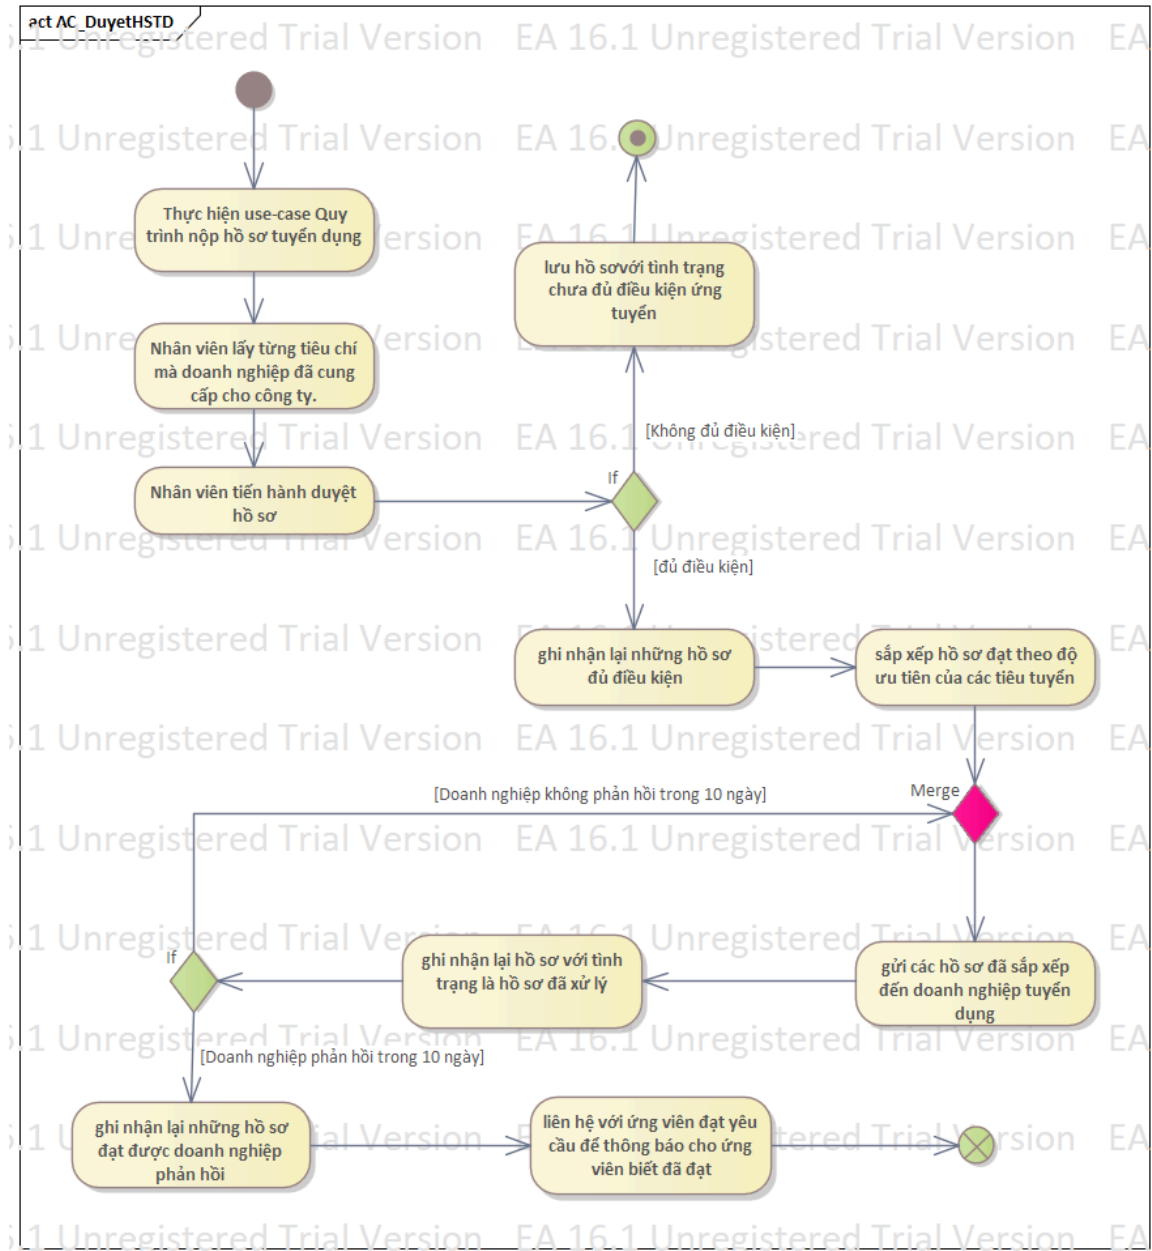 act AC_DuyetHSTD
Thực hiện use-case Quy
trình nộp hồ sơ tuyển dụng
Nhân viên lấy từng tiêu chí
mà doanh nghiệp đã cung
cấp cho công ty.
Nhân viên tiến hành duyệt
hồ sơ
lưu hồ sơvới tình trạng
chưa đủ điều kiện ứng
tuyển
[Không đủ điều kiện]
If
[đủ điều kiện]
ghi nhận lại những hồ sơ
đủ điều kiện
sắp xếp hồ sơ đạt theo độ
ưu tiên của các tiêu tuyển
[Doanh nghiệp không phản hồi trong 10 ngày]
Merge
If
ghi nhận lại hồ sơ với tình
trạng là hồ sơ đã xử lý
gửi các hồ sơ đã sắp xếp
đến doanh nghiệp tuyển
dụng
[Doanh nghiệp phản hồi trong 10 ngày]
ghi nhận lại những hồ sơ
đạt được doanh nghiệp
phản hồi
liên hệ với ứng viên đạt yêu
cầu để thông báo cho ứng
viên biết đã đạt
.1 Unregistered Trial Version EA 16.1 Unregistered Trial Version EA